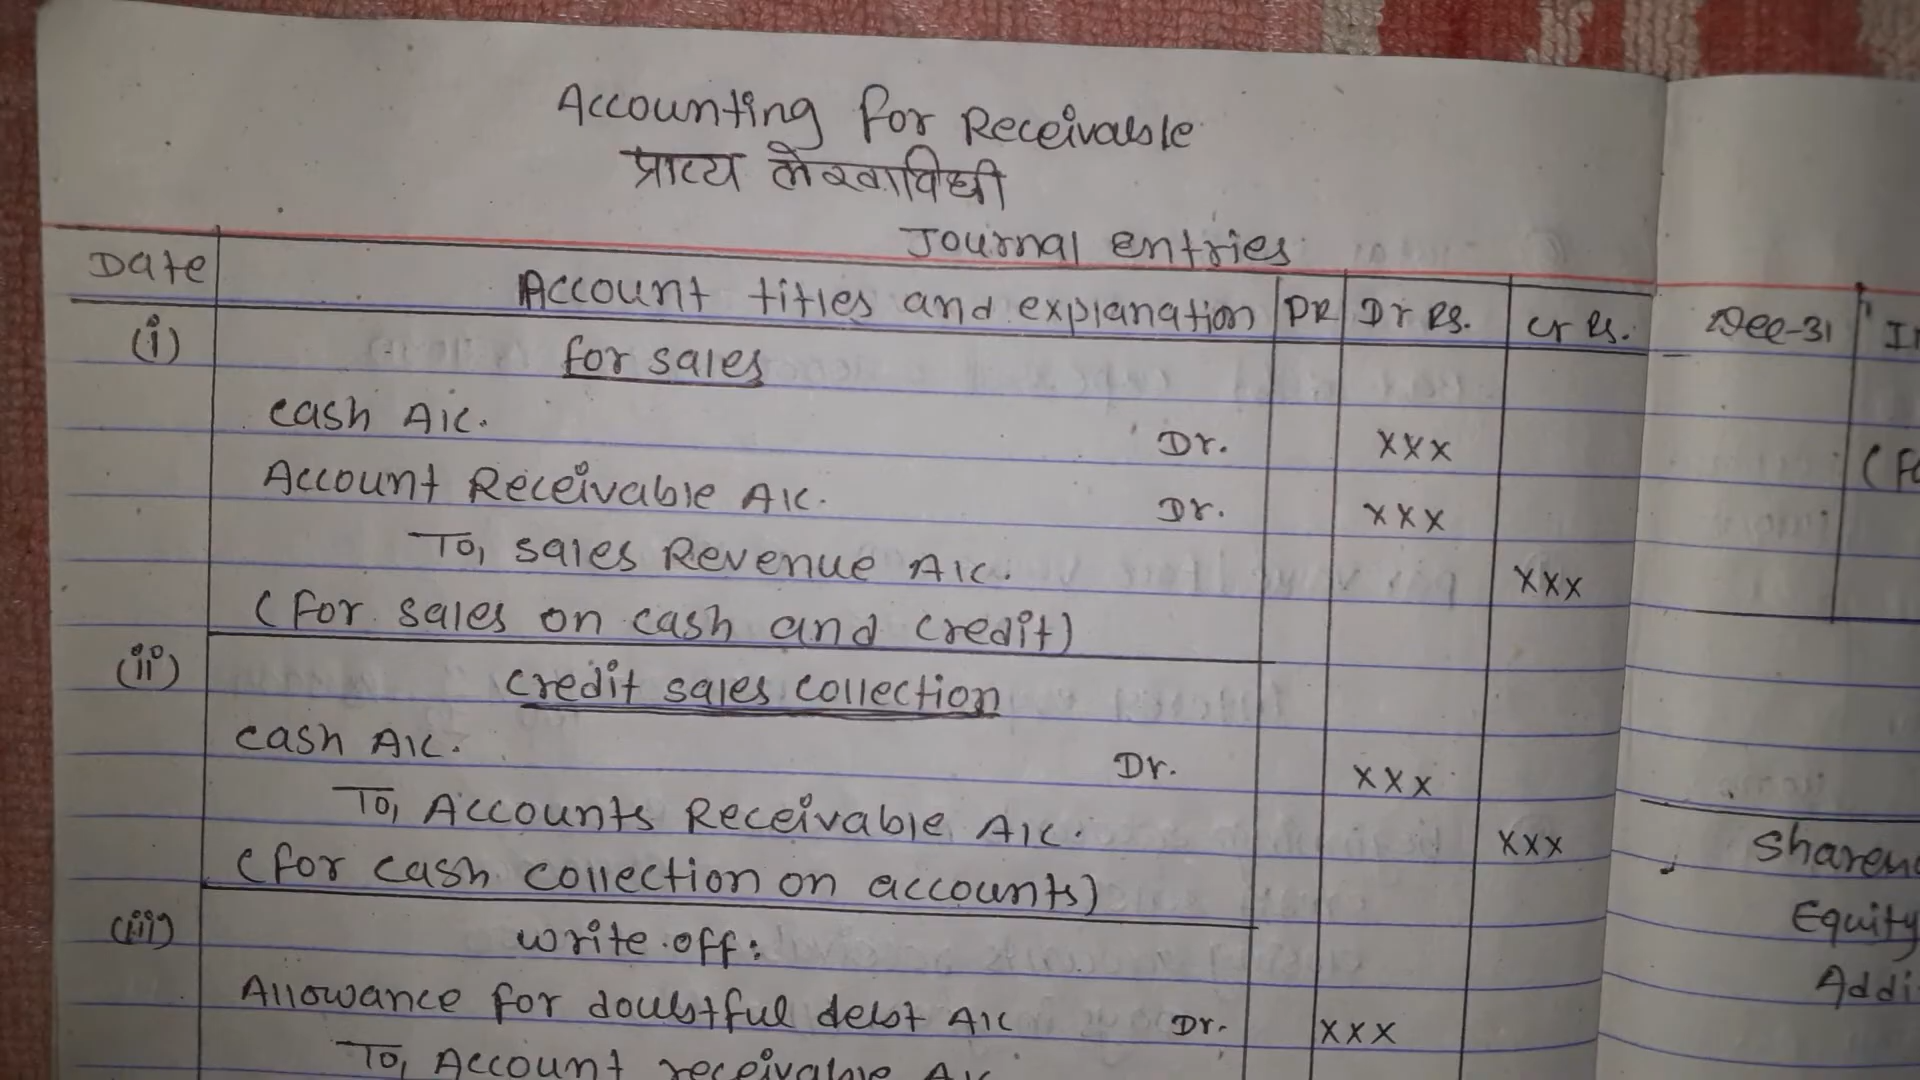 Accounting for Receivable
प्राप्य लेखाविधी
Journal entries
Date Account titles and explanation PR Dr Rs. Cr Rs.
(i) for sales
cash A/c. Dr. xxx
Account Receivable A/c. Dr. xxx
To, sales Revenue A/c. xxx
(for sales on cash and credit)
(ii) credit sales collection
cash A/c. Dr. xxx
To, Accounts Receivable A/c. xxx
(for cash collection on accounts)
(iii) write off:
Allowance for doubtful debt A/c Dr. xxx
To, Account receivable A/c
Dec-31
Equity